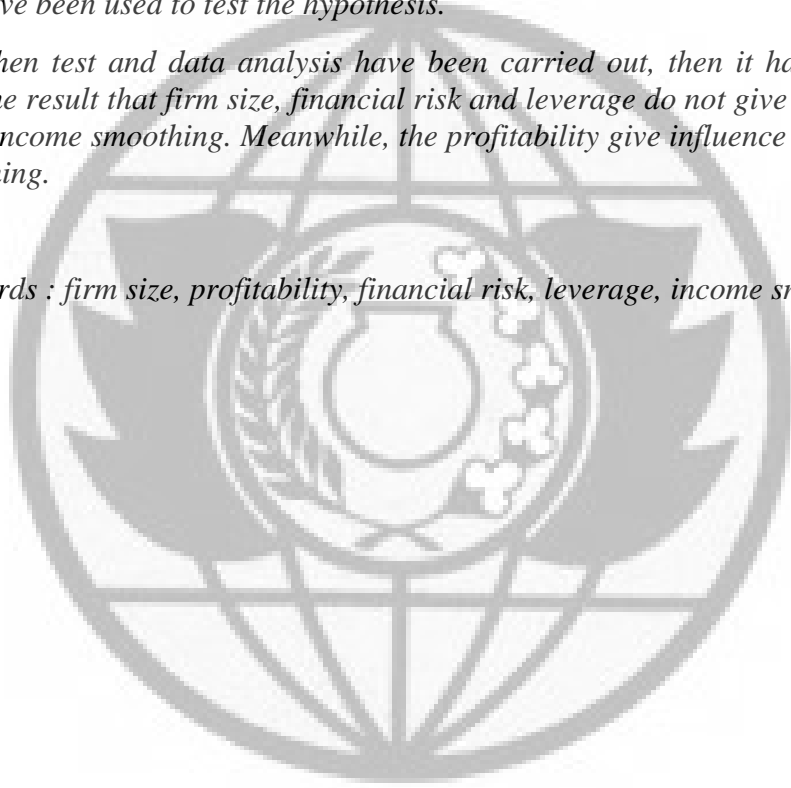 ve been used to test the hypothesis.
hen test and data analysis have been carried out, then it ha
e result that firm size, financial risk and leverage do not give
ncome smoothing. Meanwhile, the profitability give influence
ing.
rds : firm size, profitability, financial risk, leverage, income sm